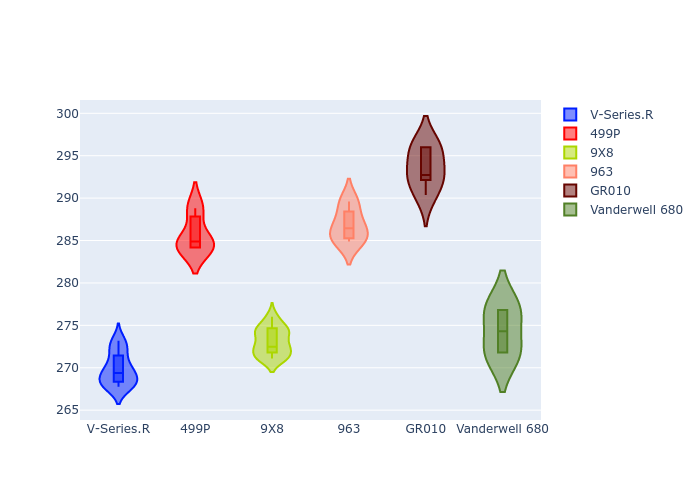 300
295
290
285
280
275
270
265
V-Series.R
499P
9X8
963
GR010
Vanderwell 680
V-Series.R
499P
9X8
963
GR010
Vanderwell 680